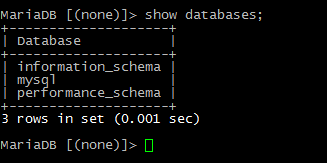 MariaDB [(none)]> show databases;
+--------------------+
| Database           |
+--------------------+
| information_schema |
| mysql              |
| performance_schema |
+--------------------+
3 rows in set (0.001 sec)
MariaDB [(none)]>